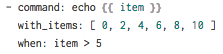 - command: echo {{ item }}
with_items: [ 0, 2, 4, 6, 8, 10 ]
when: item > 5